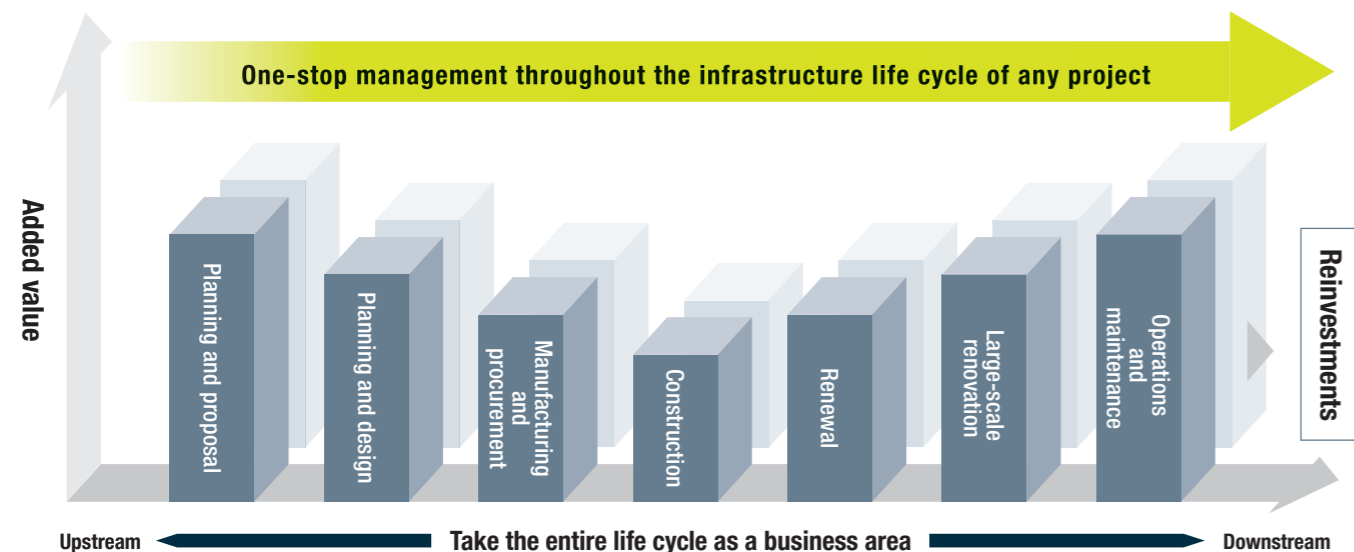 One-stop management throughout the infrastructure life cycle of any project
Added value
Planning and proposal
Planning and design
Manufacturing
and
procurement
Construction
Renewal
Large-scale
renovation
Operations
and
maintenance
Reinvestments
Upstream
Take the entire life cycle as a business area
Downstream